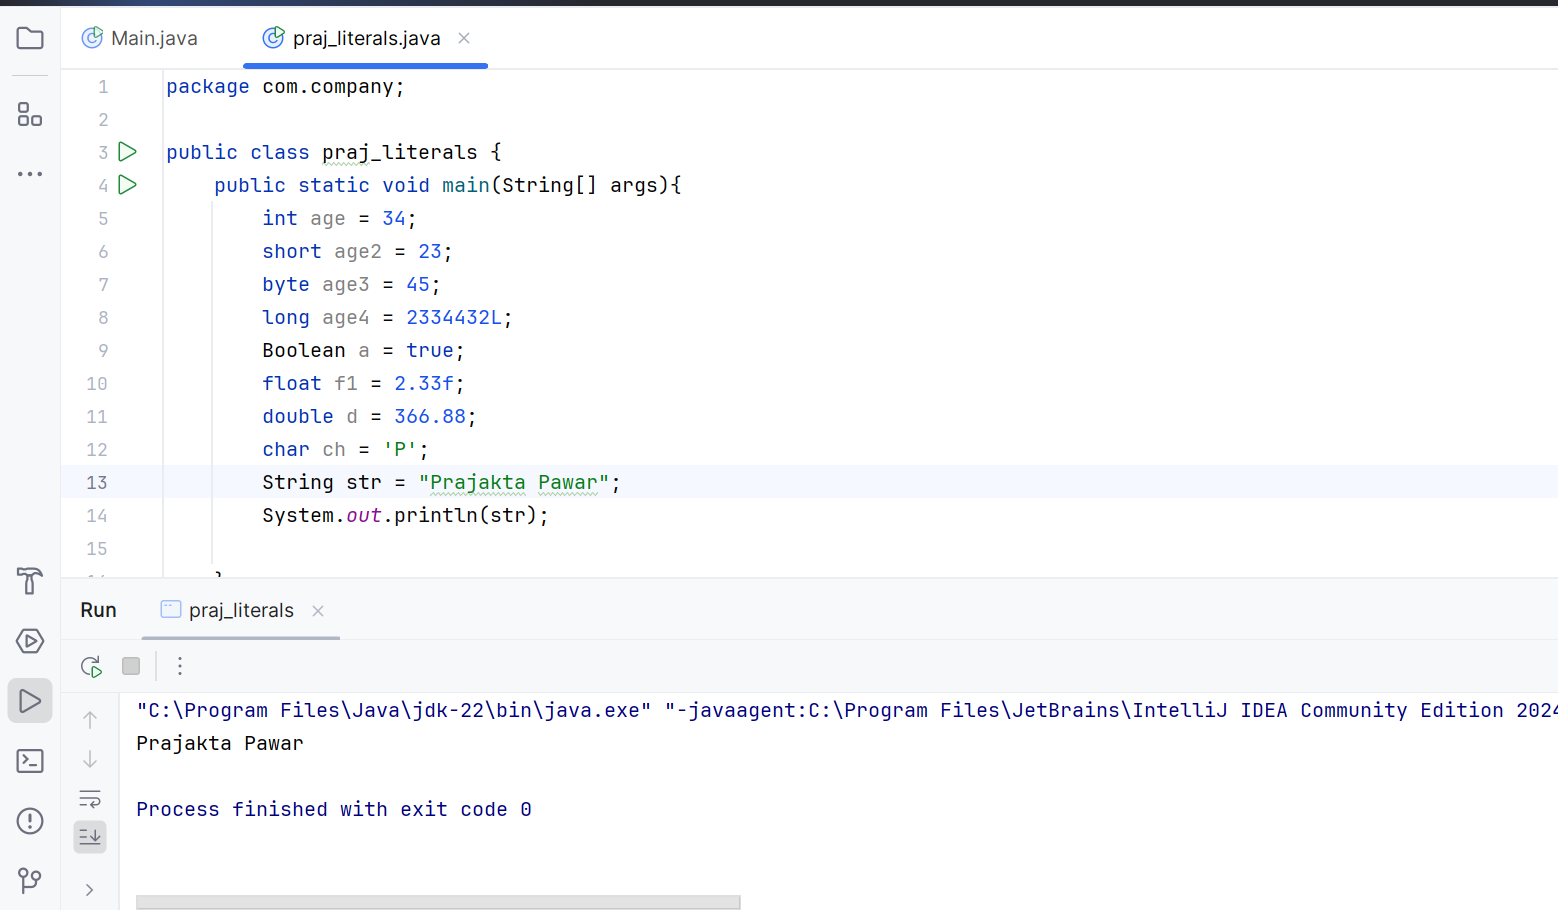 Main.java praj_literals.java
1 package com.company;
2
3 public class praj_literals {
4 public static void main(String[] args){
5 int age = 34;
6 short age2 = 23;
7 byte age3 = 45;
8 long age4 = 2334432L;
9 Boolean a = true;
10 float f1 = 2.33f;
11 double d = 366.88;
12 char ch = 'P';
13 String str = "Prajakta Pawar";
14 System.out.println(str);
15
Run praj_literals
"C:\Program Files\Java\jdk-22\bin\java.exe" "-javaagent:C:\Program Files\JetBrains\IntelliJ IDEA Community Edition 2024
Prajakta Pawar
Process finished with exit code 0